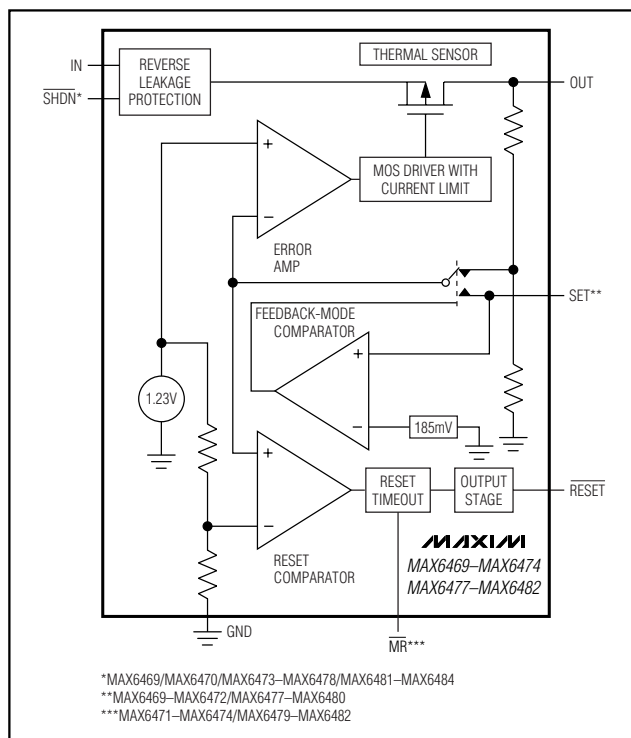 THERMAL SENSOR
IN
REVERSE
LEAKAGE
PROTECTION
OUT
SHDN*
+
MOS DRIVER WITH
CURRENT LIMIT
−
ERROR
AMP
SET**
FEEDBACK-MODE
COMPARATOR
+
1.23V
−
185mV
+
RESET
TIMEOUT
OUTPUT
STAGE
RESET
−
MAXIM
RESET
COMPARATOR
MAX6469–MAX6474
MAX6477–MAX6482
GND
MR***
*MAX6469/MAX6470/MAX6473–MAX6478/MAX6481–MAX6484
**MAX6469–MAX6472/MAX6477–MAX6480
***MAX6471–MAX6474/MAX6479–MAX6482